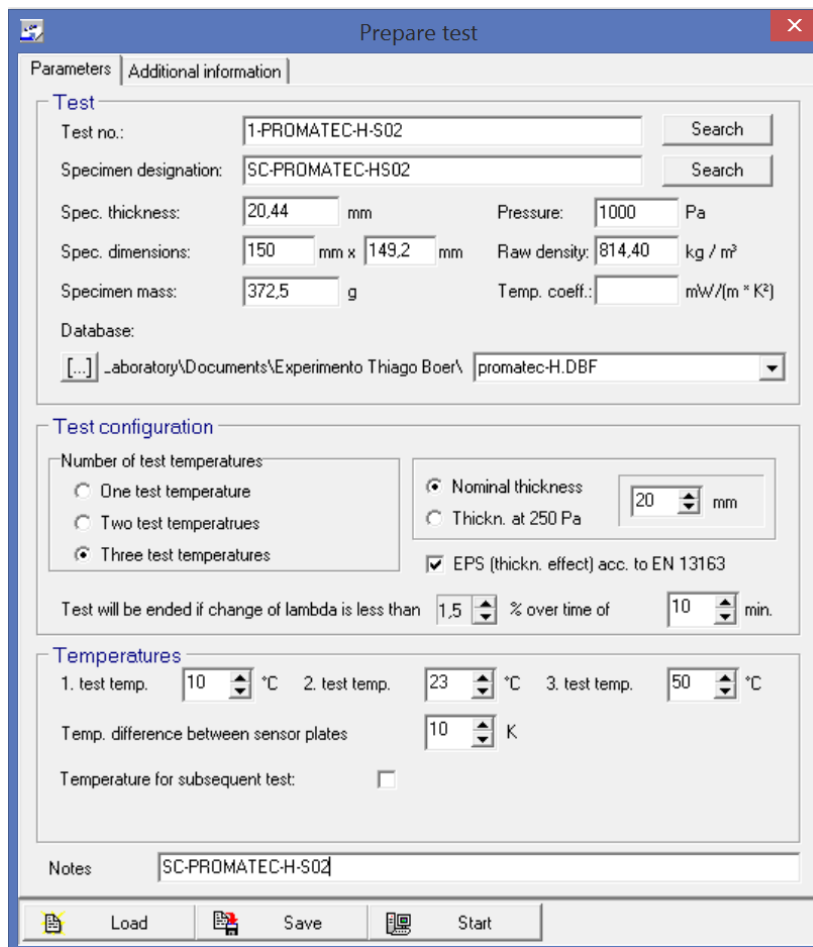 Prepare test
Parameters Additional information
Test
Test no.: 1-PROMATEC-H-S02 Search
Specimen designation: SC-PROMATEC-HS02 Search
Spec. thickness: 20,44 mm Pressure: 1000 Pa
Spec. dimensions: 150 mm x 149,2 mm Raw density: 814,40 kg / m³
Specimen mass: 372,5 g Temp. coeff.: mW/(m * K²)
Database:
[...] _aboratory\Documents\Experimento Thiago Boer\ promatec-H.DBF
Test configuration
Number of test temperatures
One test temperature
Two test temperatrues
Three test temperatures
Nominal thickness
Thickn. at 250 Pa
20 mm
EPS (thickn. effect) acc. to EN 13163
Test will be ended if change of lambda is less than 1,5 % over time of 10 min.
Temperatures
1. test temp. 10 °C 2. test temp. 23 °C 3. test temp. 50 °C
Temp. difference between sensor plates 10 K
Temperature for subsequent test:
Notes SC-PROMATEC-H-S02
Load Save Start